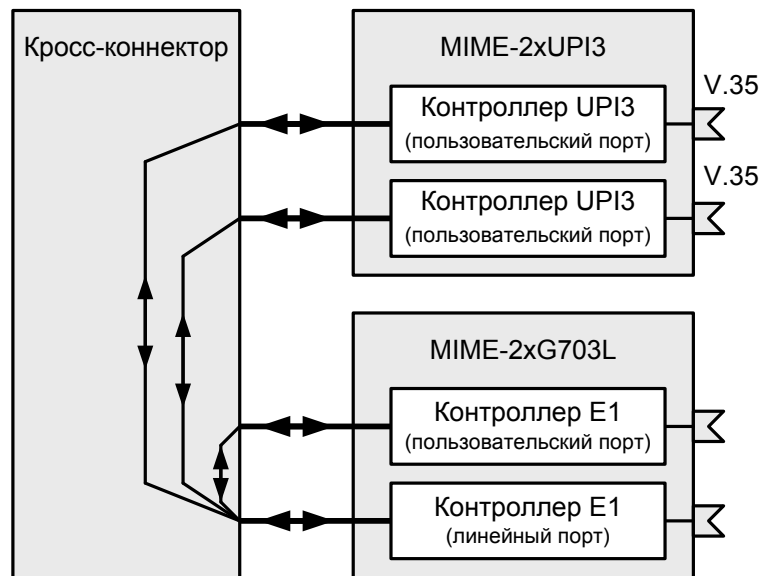 Кросс-коннектор
MIME-2xUPI3
V.35
Контроллер UPI3
(пользовательский порт)
V.35
Контроллер UPI3
(пользовательский порт)
MIME-2xG703L
Контроллер E1
(пользовательский порт)
Контроллер E1
(линейный порт)